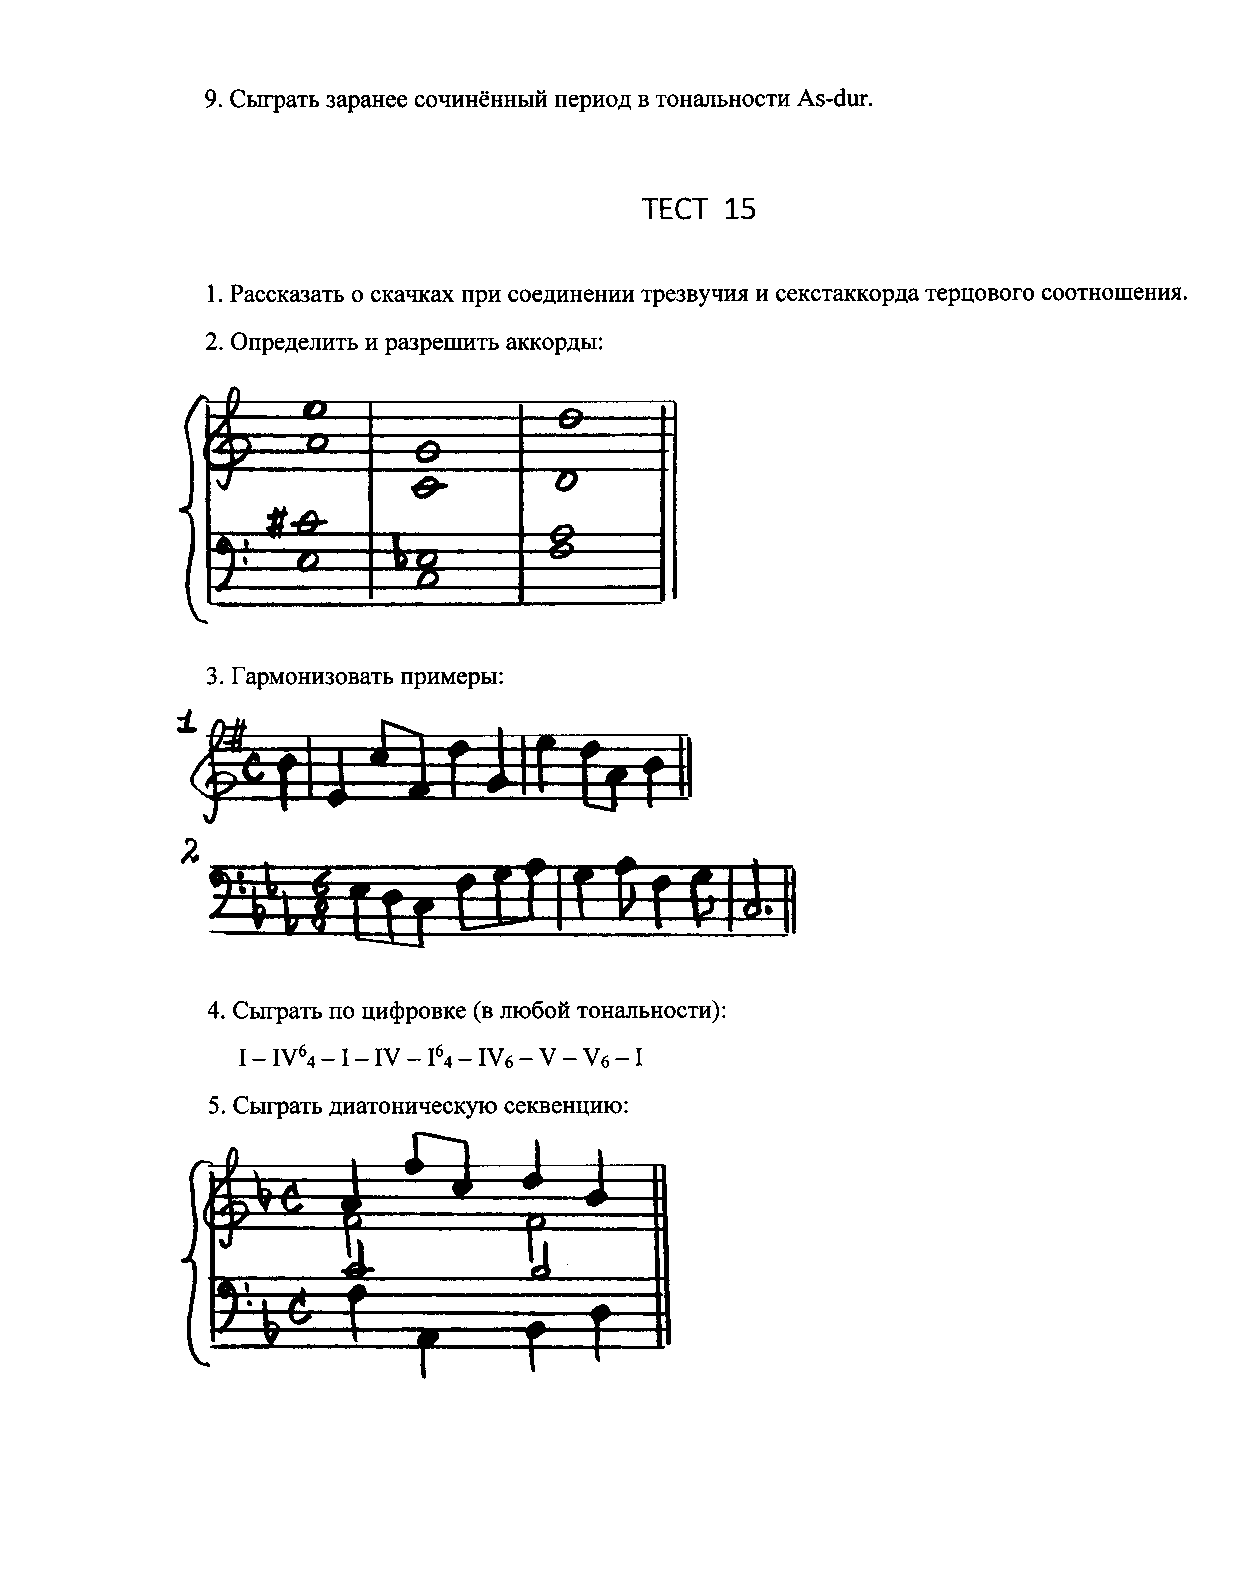 9. Сыграть заранее сочинённый период в тональности As-dur.
ТЕСТ 15
1. Рассказать о скачках при соединении трезвучия и секстаккорда терцового соотношения.
2. Определить и разрешить аккорды:
3. Гармонизовать примеры:
1
2
6
8
4. Сыграть по цифровке (в любой тональности):
I – IV⁶₄ – I – IV – I⁶₄ – IV₆ – V – V₆ – I
5. Сыграть диатоническую секвенцию: